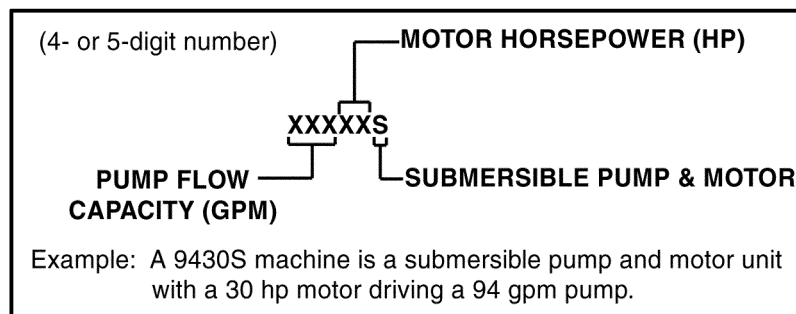 (4- or 5-digit number)
MOTOR HORSEPOWER (HP)
XXXXXS
PUMP FLOW
CAPACITY (GPM)
SUBMERSIBLE PUMP & MOTOR
Example: A 9430S machine is a submersible pump and motor unit
with a 30 hp motor driving a 94 gpm pump.